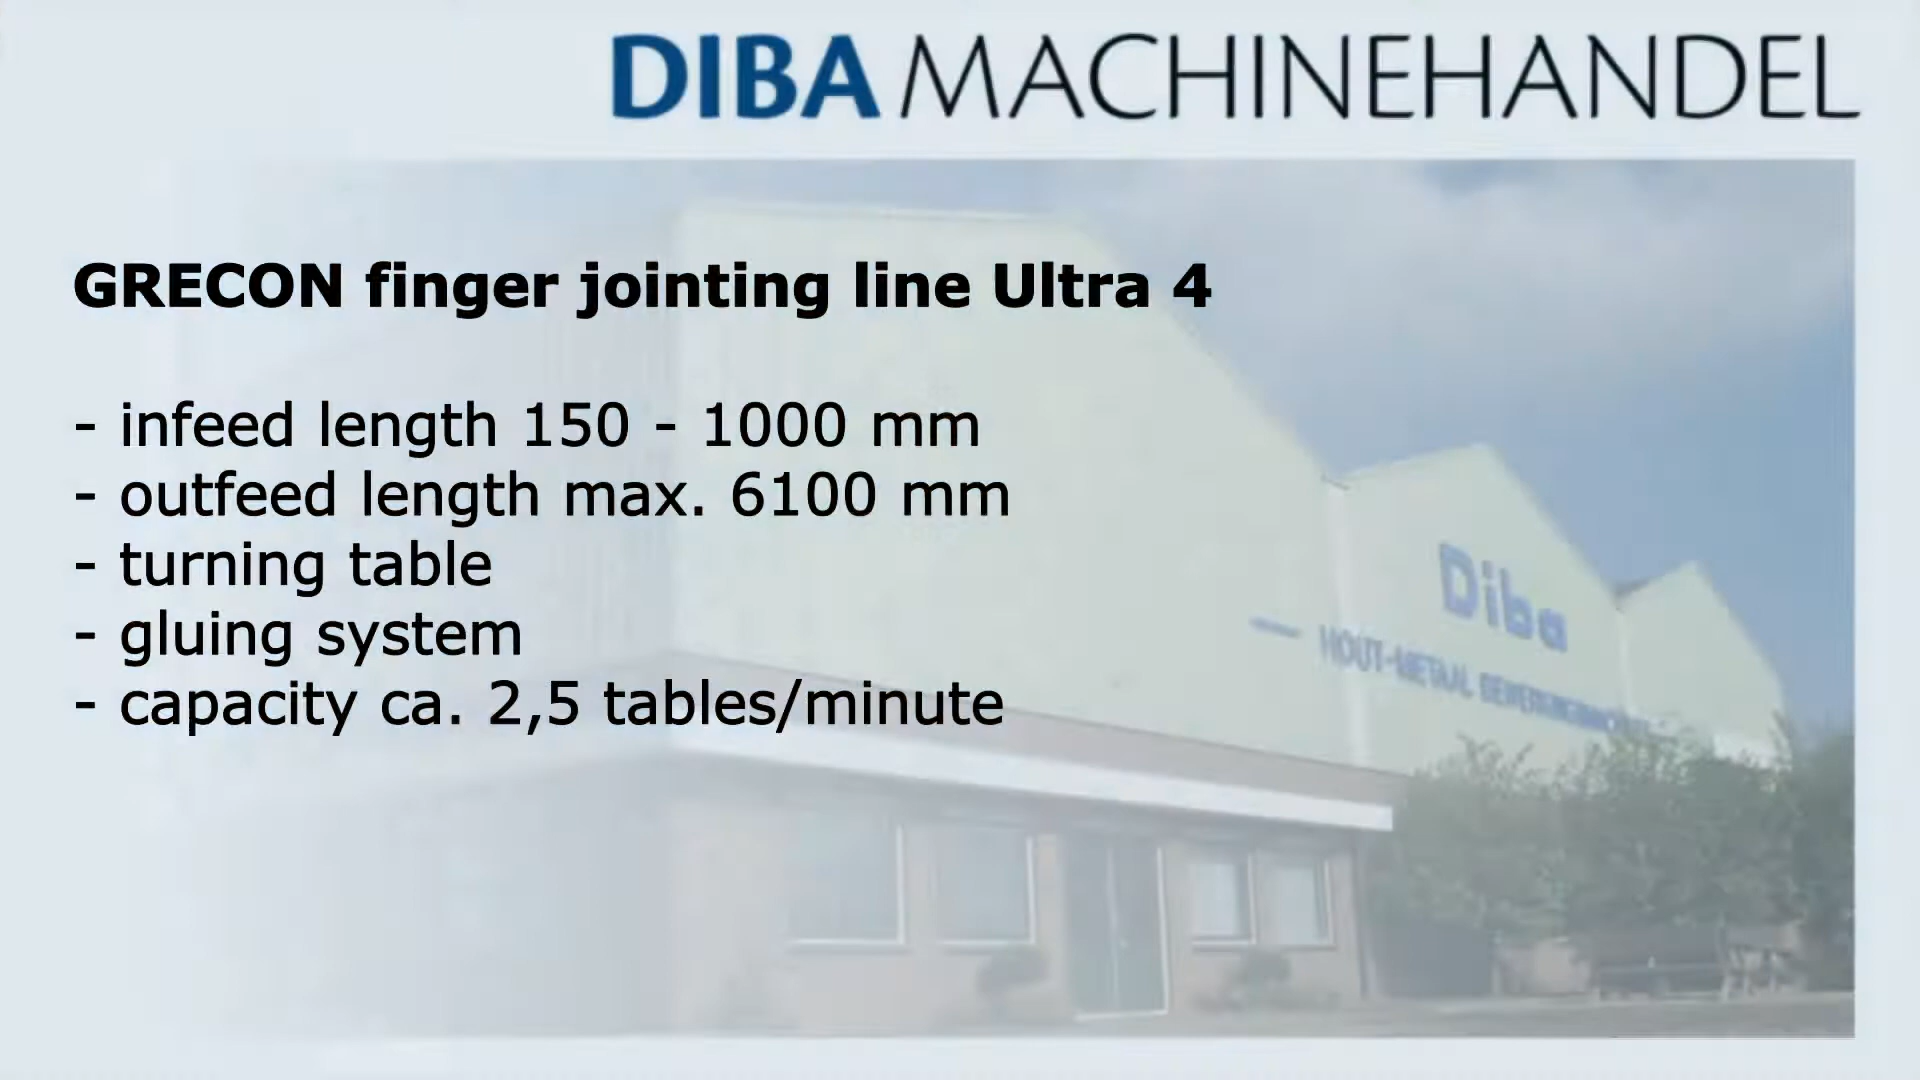 DIBA MACHINEHANDEL
GRECON finger jointing line Ultra 4
- infeed length 150 - 1000 mm
- outfeed length max. 6100 mm
- turning table
- gluing system
- capacity ca. 2,5 tables/minute
Diba
HOUT-METAAL